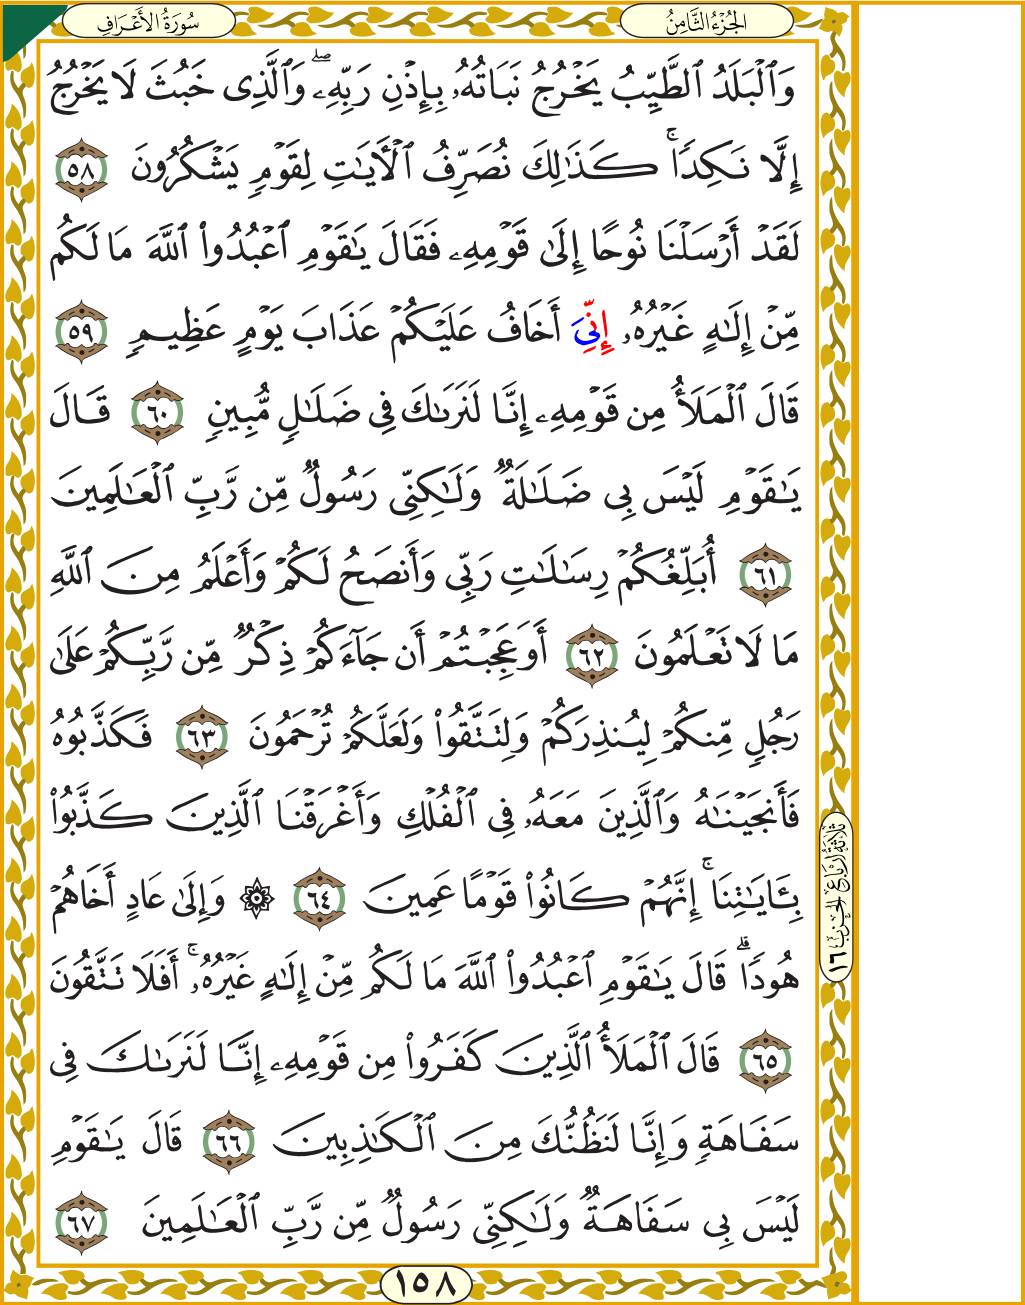 سُورَةُ الأَعْرَافِ
الجُزْءُ الثَّامِنُ
وَٱلْبَلَدُ ٱلطَّيِّبُ يَخْرُجُ نَبَاتُهُۥ بِإِذْنِ رَبِّهِۦۖ وَٱلَّذِى خَبُثَ لَا يَخْرُجُ
إِلَّا نَكِدًاۚ كَذَٰلِكَ نُصَرِّفُ ٱلْأَيَٰتِ لِقَوْمٍ يَشْكُرُونَ ٥٨
لَقَدْ أَرْسَلْنَا نُوحًا إِلَىٰ قَوْمِهِۦ فَقَالَ يَٰقَوْمِ ٱعْبُدُوا۟ ٱللَّهَ مَا لَكُم
مِّنْ إِلَٰهٍ غَيْرُهُۥ إِنِّىَ أَخَافُ عَلَيْكُمْ عَذَابَ يَوْمٍ عَظِيمٍ ٥٩
قَالَ ٱلْمَلَأُ مِن قَوْمِهِۦ إِنَّا لَنَرَىٰكَ فِى ضَلَٰلٍ مُّبِينٍ ٦٠ قَالَ
يَٰقَوْمِ لَيْسَ بِى ضَلَٰلَةٌ وَلَٰكِنِّى رَسُولٌ مِّن رَّبِّ ٱلْعَٰلَمِينَ
٦١ أُبَلِّغُكُمْ رِسَٰلَٰتِ رَبِّى وَأَنصَحُ لَكُمْ وَأَعْلَمُ مِنَ ٱللَّهِ
مَا لَا تَعْلَمُونَ ٦٢ أَوَعَجِبْتُمْ أَن جَآءَكُمْ ذِكْرٌ مِّن رَّبِّكُمْ عَلَىٰ
رَجُلٍ مِّنكُمْ لِيُنذِرَكُمْ وَلِتَتَّقُوا۟ وَلَعَلَّكُمْ تُرْحَمُونَ ٦٣ فَكَذَّبُوهُ
فَأَنجَيْنَٰهُ وَٱلَّذِينَ مَعَهُۥ فِى ٱلْفُلْكِ وَأَغْرَقْنَا ٱلَّذِينَ كَذَّبُوا۟
بِـَٔايَٰتِنَاۚ إِنَّهُمْ كَانُوا۟ قَوْمًا عَمِينَ ٦٤ ۞ وَإِلَىٰ عَادٍ أَخَاهُمْ
هُودًاۗ قَالَ يَٰقَوْمِ ٱعْبُدُوا۟ ٱللَّهَ مَا لَكُم مِّنْ إِلَٰهٍ غَيْرُهُۥۚ أَفَلَا تَتَّقُونَ
٦٥ قَالَ ٱلْمَلَأُ ٱلَّذِينَ كَفَرُوا۟ مِن قَوْمِهِۦ إِنَّا لَنَرَىٰكَ فِى
سَفَاهَةٍ وَإِنَّا لَنَظُنُّكَ مِنَ ٱلْكَٰذِبِينَ ٦٦ قَالَ يَٰقَوْمِ
لَيْسَ بِى سَفَاهَةٌ وَلَٰكِنِّى رَسُولٌ مِّن رَّبِّ ٱلْعَٰلَمِينَ ٦٧
ثَلَاثَةُ أَرْبَاعِ الْحِزْبِ ١٦
١٥٨